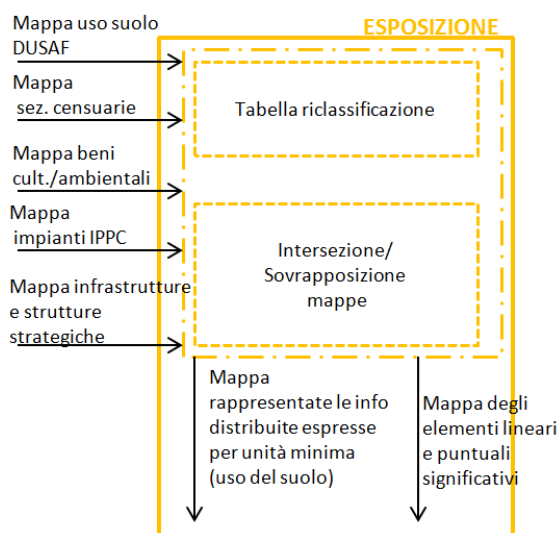 ESPOSIZIONE
Mappa uso suolo
DUSAF
Mappa
sez. censuarie
Mappa beni
cult./ambientali
Mappa
impianti IPPC
Mappa infrastrutture
e strutture
strategiche
Tabella riclassificazione
Intersezione/
Sovrapposizione
mappe
Mappa
rappresentate le info
distribuite espresse
per unità minima
(uso del suolo)
Mappa degli
elementi lineari
e puntuali
significativi